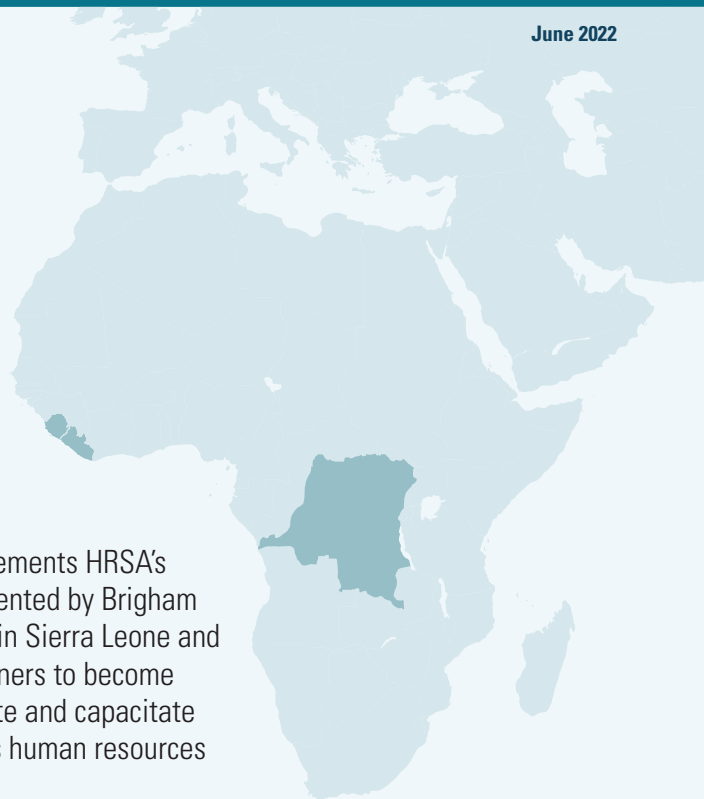 June 2022
ements HRSA’s
ented by Brigham
in Sierra Leone and
ners to become
te and capacitate
s human resources